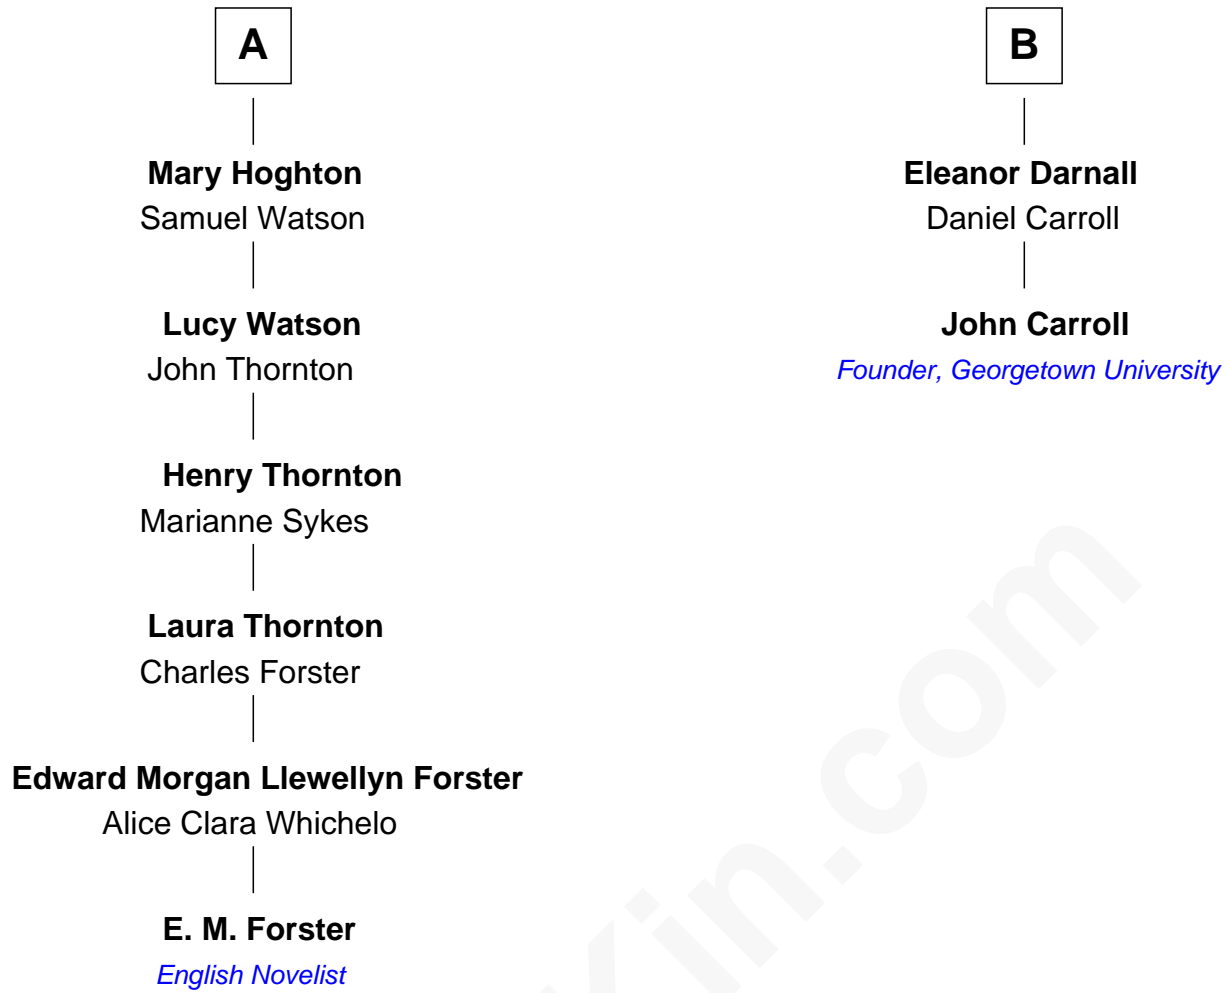 A
Mary Hoghton
Samuel Watson
Lucy Watson
John Thornton
Henry Thornton
Marianne Sykes
Laura Thornton
Charles Forster
Edward Morgan Llewellyn Forster
Alice Clara Whichelo
E. M. Forster
English Novelist
B
Eleanor Darnall
Daniel Carroll
John Carroll
Founder, Georgetown University